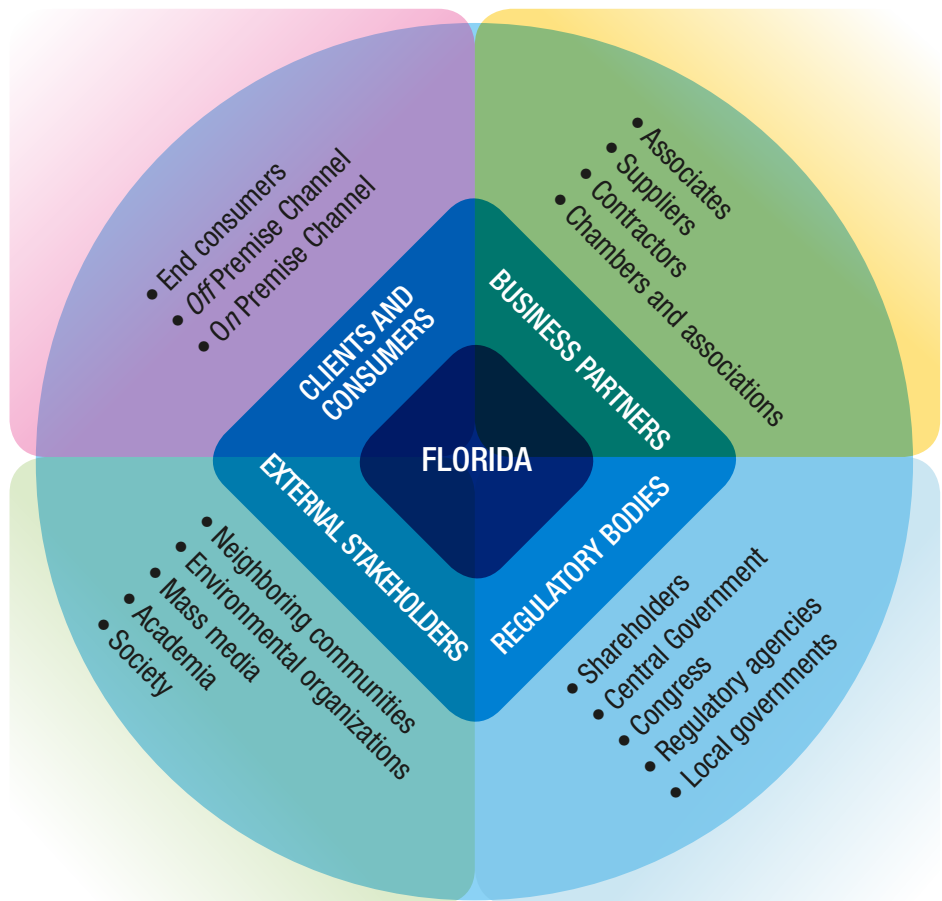 • End consumers
• Off Premise Channel
• On Premise Channel
CLIENTS AND
CONSUMERS
• Associates
• Suppliers
• Contractors
• Chambers and associations
BUSINESS PARTNERS
FLORIDA
EXTERNAL STAKEHOLDERS
• Neighboring communities
• Environmental organizations
• Mass media
• Academia
• Society
REGULATORY BODIES
• Shareholders
• Central Government
• Congress
• Regulatory agencies
• Local governments